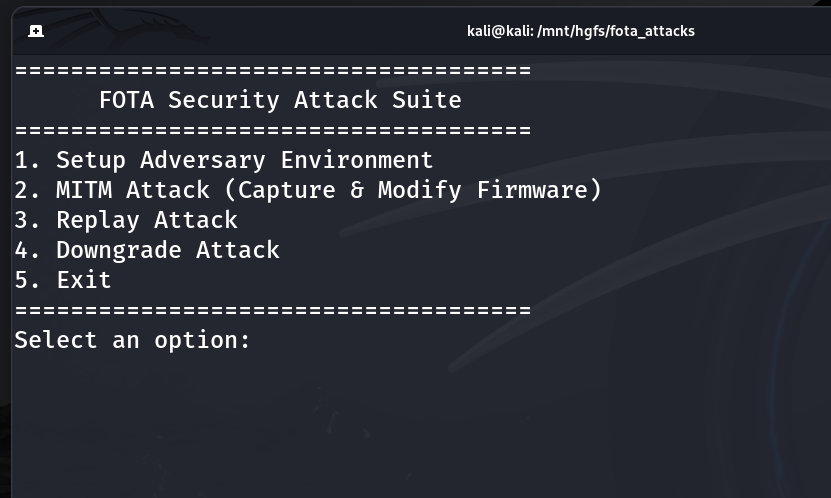 kali@kali: /mnt/hgfs/fota_attacks
=====================================
FOTA Security Attack Suite
=====================================
1. Setup Adversary Environment
2. MITM Attack (Capture & Modify Firmware)
3. Replay Attack
4. Downgrade Attack
5. Exit
=====================================
Select an option: